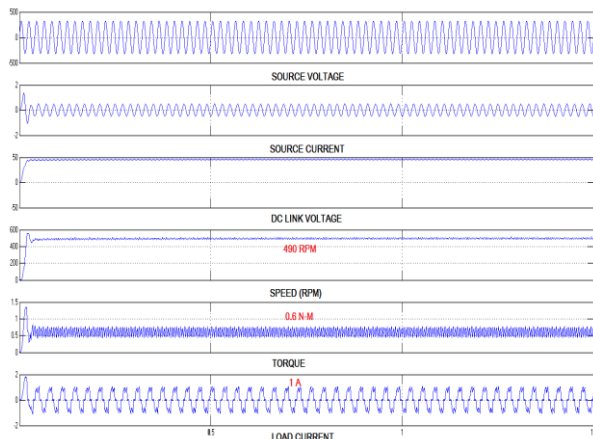 500
0
-500
SOURCE VOLTAGE
2
0
-2
SOURCE CURRENT
50
0
-50
DC LINK VOLTAGE
600
400
200
0
490 RPM
SPEED (RPM)
1.5
1
0.5
0
0.6 N-M
TORQUE
2
0
-2
1 A
0.5
1
LOAD CURRENT